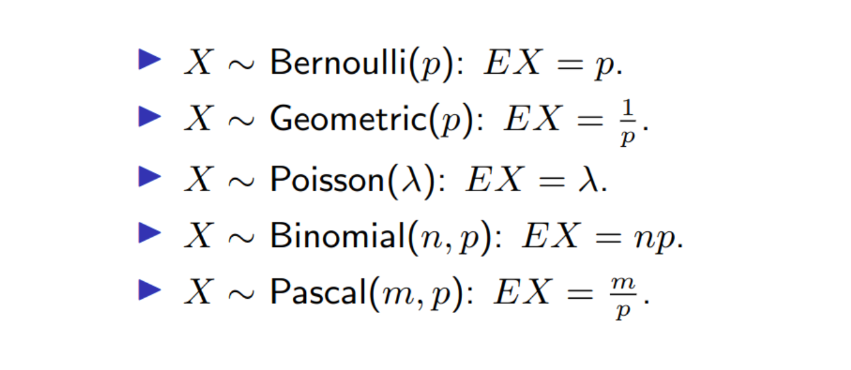 ▶ X ∼ Bernoulli(p): EX = p.
▶ X ∼ Geometric(p): EX = 1/p.
▶ X ∼ Poisson(λ): EX = λ.
▶ X ∼ Binomial(n, p): EX = np.
▶ X ∼ Pascal(m, p): EX = m/p.